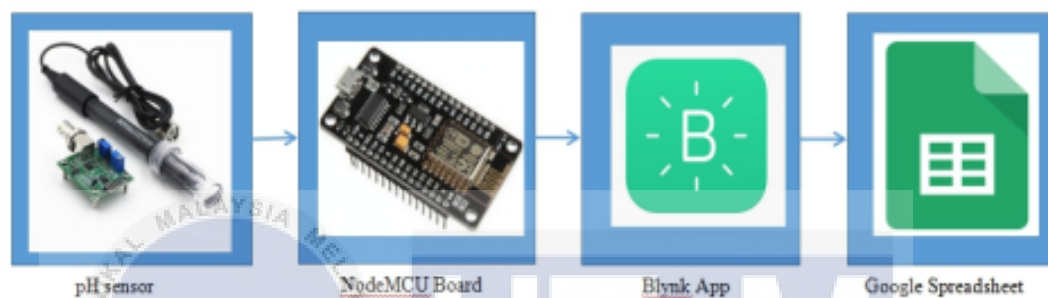 B
MALAYSIA
pH sensor
NodeMCU Board
Blynk App
Google Spreadsheet